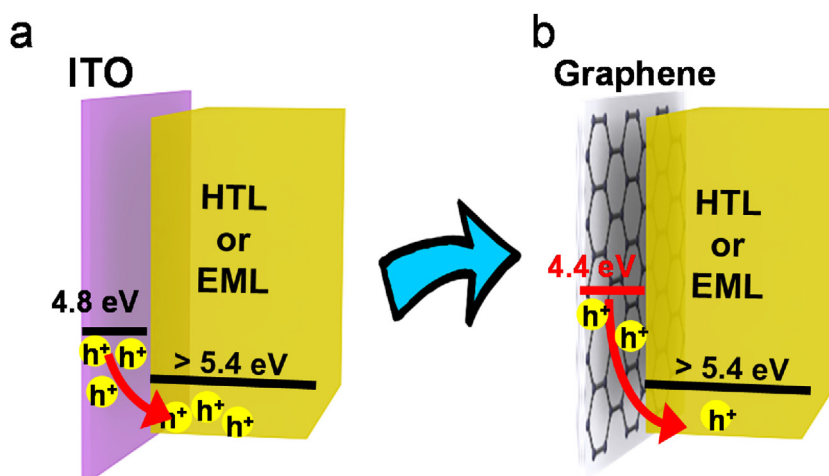 a
ITO
HTL
or
EML
4.8 eV
> 5.4 eV
h⁺
h⁺
h⁺
h⁺
h⁺
h⁺
b
Graphene
HTL
or
EML
4.4 eV
> 5.4 eV
h⁺
h⁺
h⁺